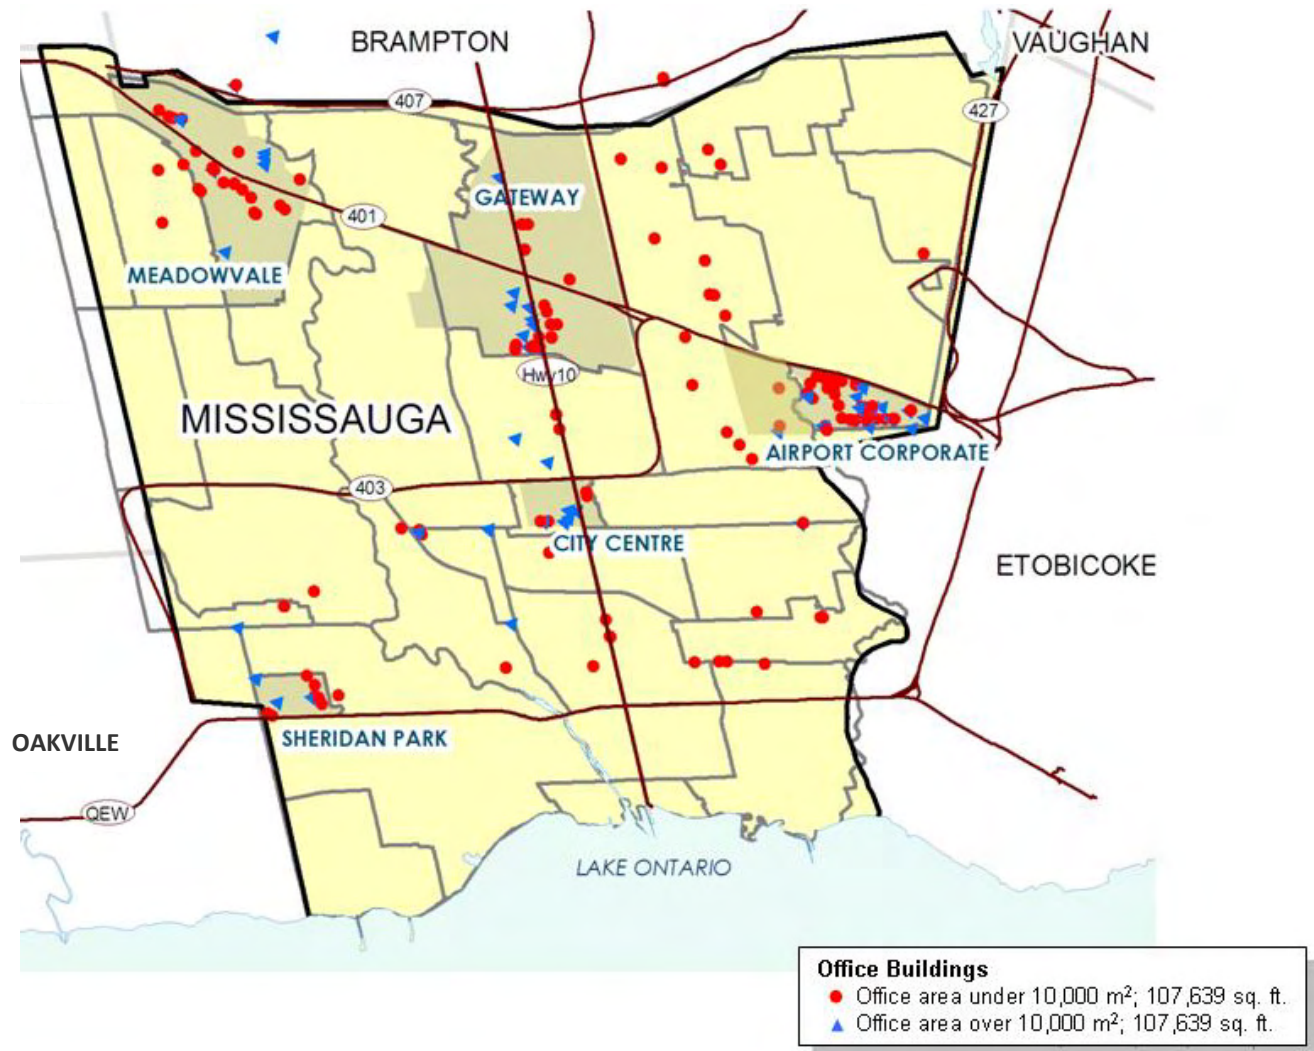 BRAMPTON
VAUGHAN
407
427
GATEWAY
401
MEADOWVALE
Hwy10
MISSISSAUGA
AIRPORT CORPORATE
403
CITY CENTRE
ETOBICOKE
OAKVILLE
SHERIDAN PARK
QEW
LAKE ONTARIO
Office Buildings
Office area under 10,000 m²; 107,639 sq. ft.
Office area over 10,000 m²; 107,639 sq. ft.